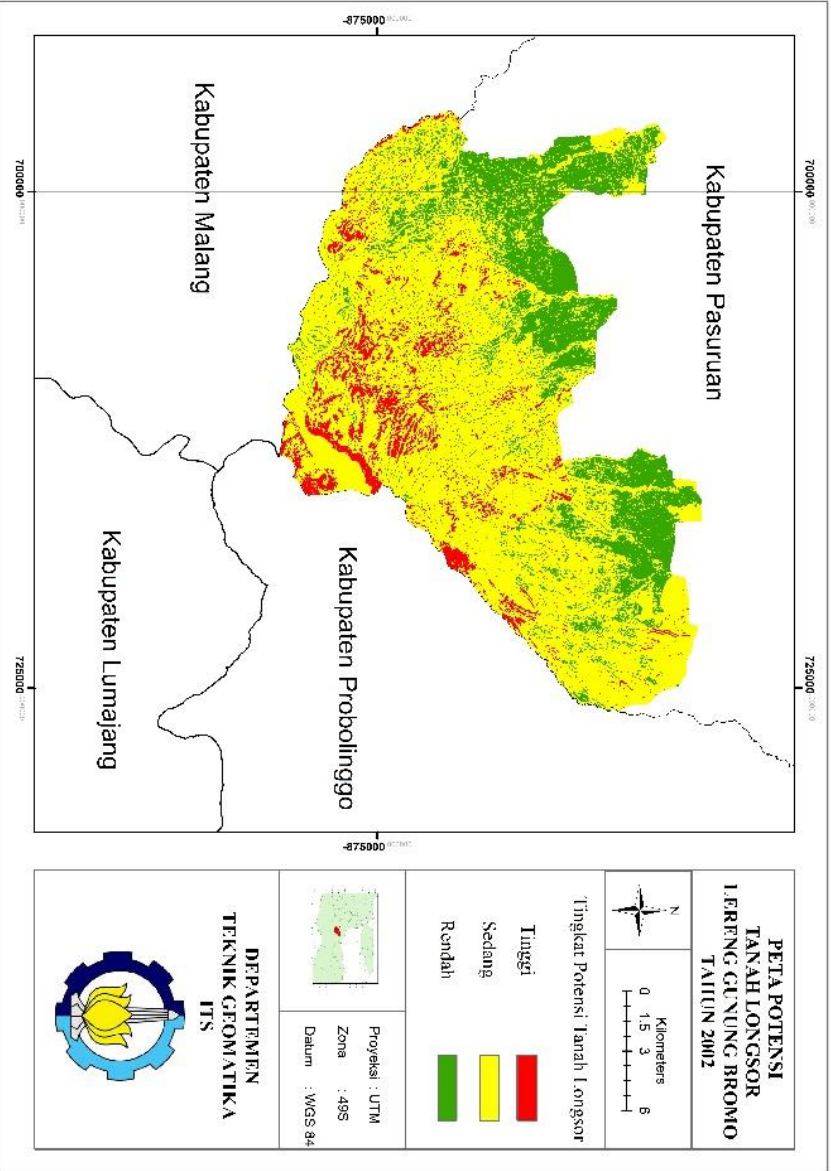 PETA POTENSI
TANAH LONGSOR
LERENG GUNUNG BROMO
TAHUN 2002
N
Kilometers
0 1.5 3 6
Tingkat Potensi Tanah Longsor
Tinggi
Sedang
Rendah
Proyeksi : UTM
Zona : 49S
Datum : WGS 84
DEPARTEMEN
TEKNIK GEOMATIKA
ITS
700000
725000
Kabupaten Pasuruan
-875000
-875000
Kabupaten Probolinggo
Kabupaten Malang
Kabupaten Lumajang
700000
725000